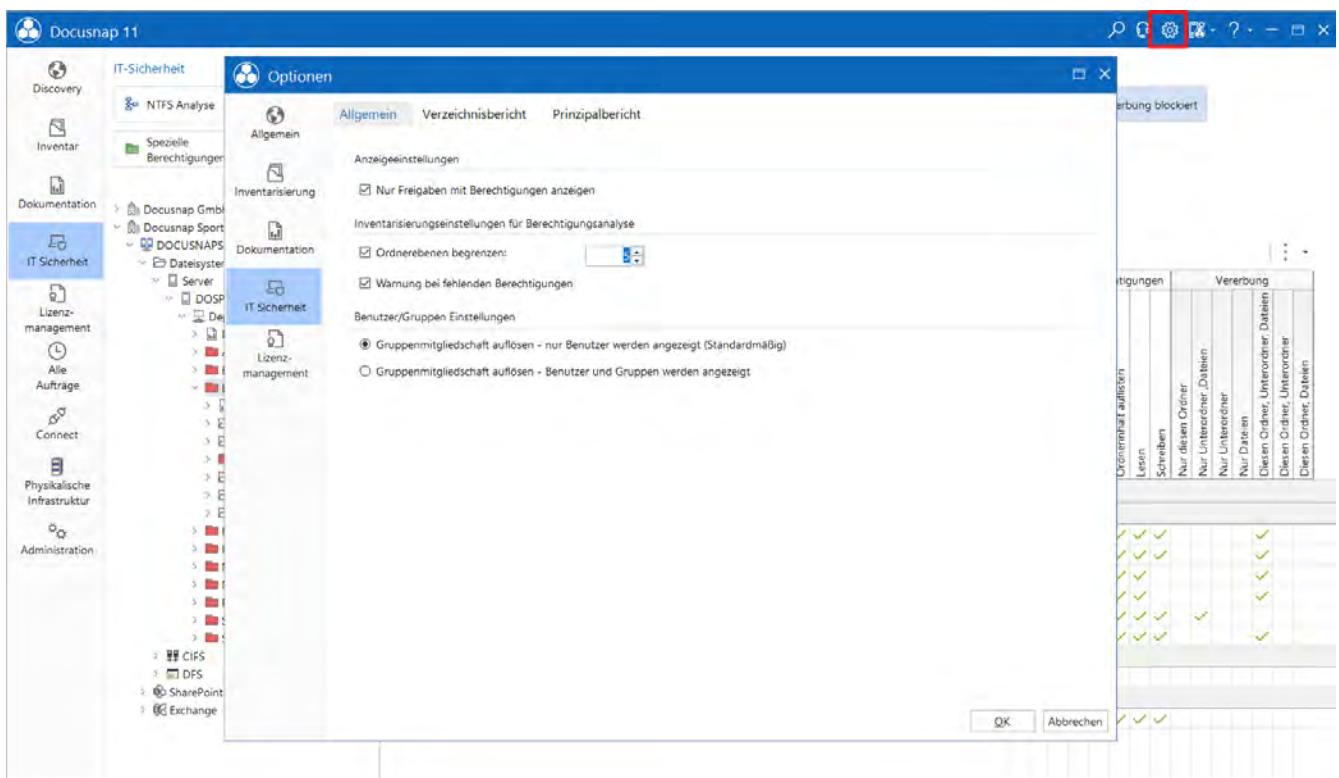 Docusnap 11
?
Discovery
Inventar
Dokumentation
IT Sicherheit
Lizenz-
management
Alle
Aufträge
Connect
Physikalische
Infrastruktur
Administration
IT-Sicherheit
NTFS Analyse
Spezielle
Berechtigungen
Docusnap Gmb
Docusnap Sport
DOCUSNAPS
Dateisyster
Server
DOSP
De
CIFS
DFS
SharePoint
Exchange
Optionen
Allgemein
Inventarisierung
Dokumentation
IT Sicherheit
Lizenz-
management
Allgemein Verzeichnisbericht Prinzipalbericht
Anzeigeeinstellungen
Nur Freigaben mit Berechtigungen anzeigen
Inventarisierungseinstellungen für Berechtigungsanalyse
Ordnerebenen begrenzen: 5
Warnung bei fehlenden Berechtigungen
Benutzer/Gruppen Einstellungen
Gruppenmitgliedschaft auflösen - nur Benutzer werden angezeigt (Standardmäßig)
Gruppenmitgliedschaft auflösen - Benutzer und Gruppen werden angezeigt
OK Abbrechen
erbung blockiert
tigungen Vererbung
Ordnerinhalt auflisten
Lesen
Schreiben
Nur diesen Ordner
Nur Unterordner ,Dateien
Nur Unterordner
Nur Dateien
Diesen Ordner, Unterordner, Dateien
Diesen Ordner, Unterordner
Diesen Ordner, Dateien